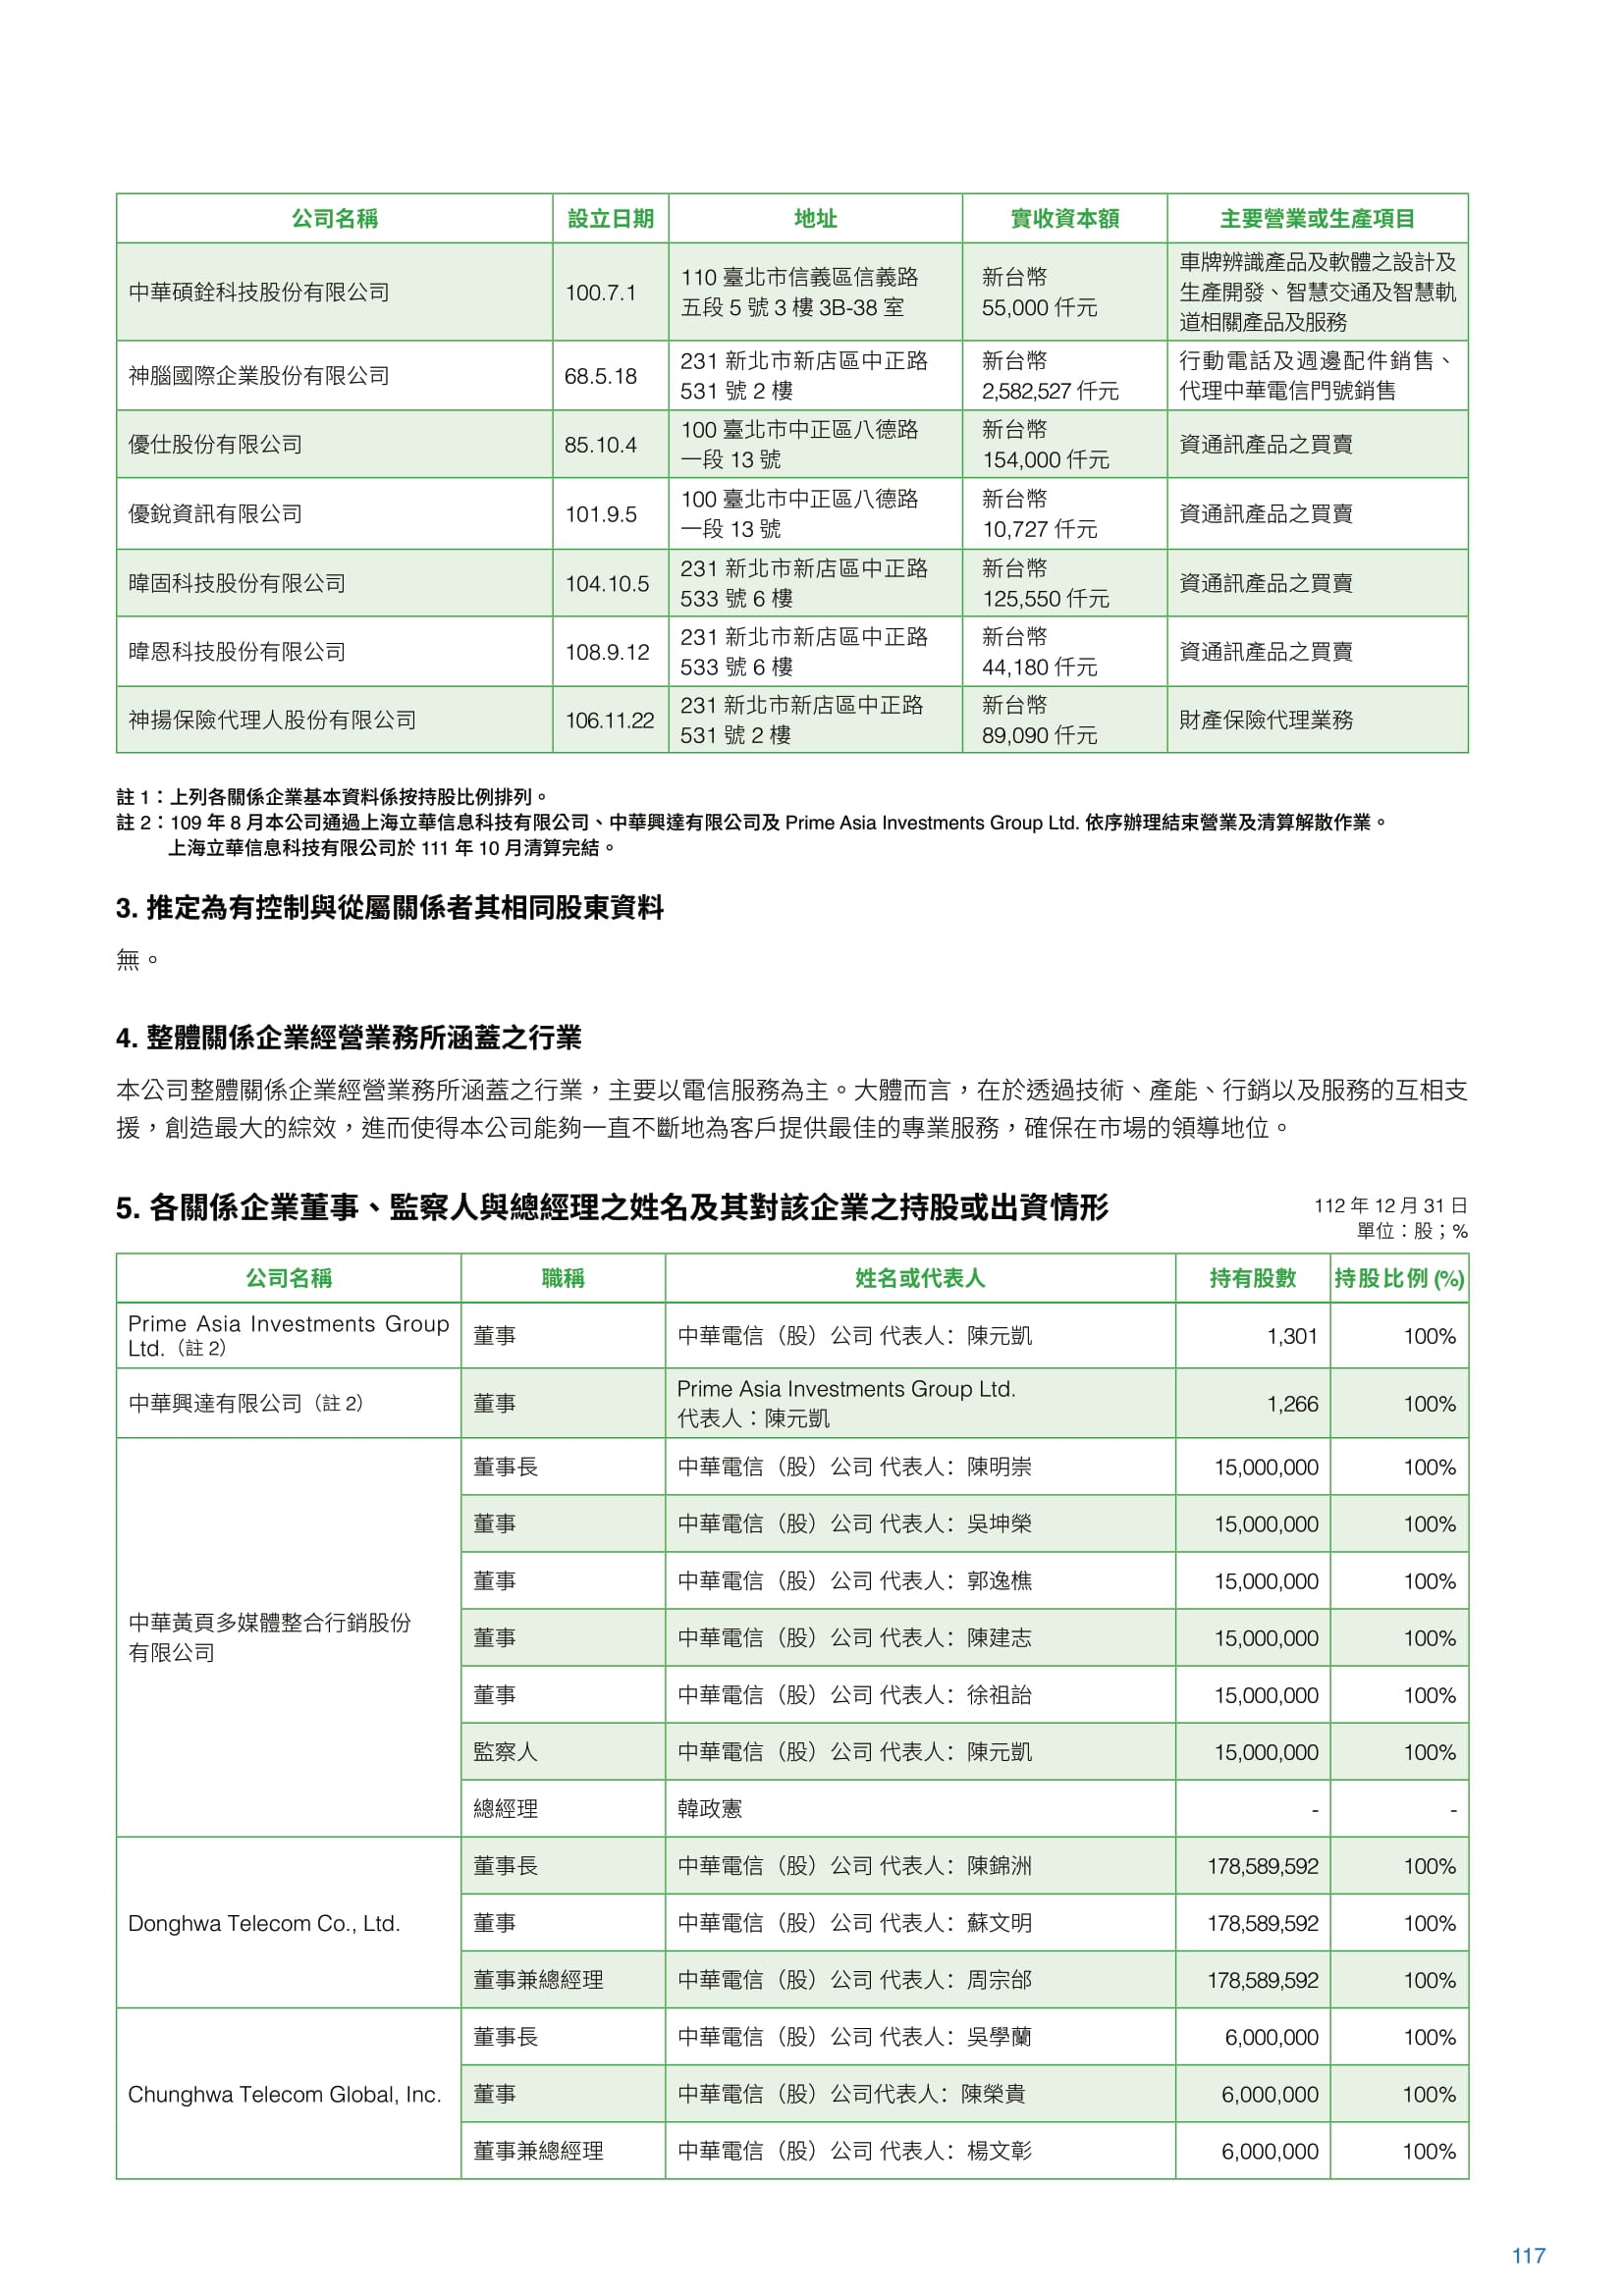 公司名稱 設立日期 地址 實收資本額 主要營業或生產項目
中華碩銓科技股份有限公司 100.7.1 110 臺北市信義區信義路
五段 5 號 3 樓 3B-38 室 新台幣
55,000 仟元 車牌辨識產品及軟體之設計及
生產開發、智慧交通及智慧軌
道相關產品及服務
神腦國際企業股份有限公司 68.5.18 231 新北市新店區中正路
531 號 2 樓 新台幣
2,582,527 仟元 行動電話及週邊配件銷售、
代理中華電信門號銷售
優仕股份有限公司 85.10.4 100 臺北市中正區八德路
一段 13 號 新台幣
154,000 仟元 資通訊產品之買賣
優銳資訊有限公司 101.9.5 100 臺北市中正區八德路
一段 13 號 新台幣
10,727 仟元 資通訊產品之買賣
暐固科技股份有限公司 104.10.5 231 新北市新店區中正路
533 號 6 樓 新台幣
125,550 仟元 資通訊產品之買賣
暐恩科技股份有限公司 108.9.12 231 新北市新店區中正路
533 號 6 樓 新台幣
44,180 仟元 資通訊產品之買賣
神揚保險代理人股份有限公司 106.11.22 231 新北市新店區中正路
531 號 2 樓 新台幣
89,090 仟元 財產保險代理業務
註 1：上列各關係企業基本資料係按持股比例排列。
註 2：109 年 8 月本公司通過上海立華信息科技有限公司、中華興達有限公司及 Prime Asia Investments Group Ltd. 依序辦理結束營業及清算解散作業。
上海立華信息科技有限公司於 111 年 10 月清算完結。
3. 推定為有控制與從屬關係者其相同股東資料
無。
4. 整體關係企業經營業務所涵蓋之行業
本公司整體關係企業經營業務所涵蓋之行業，主要以電信服務為主。大體而言，在於透過技術、產能、行銷以及服務的互相支
援，創造最大的綜效，進而使得本公司能夠一直不斷地為客戶提供最佳的專業服務，確保在市場的領導地位。
5. 各關係企業董事、監察人與總經理之姓名及其對該企業之持股或出資情形
112 年 12 月 31 日
單位：股；%
公司名稱 職稱 姓名或代表人 持有股數 持股比例 (%)
Prime Asia Investments Group
Ltd.（註 2） 董事 中華電信（股）公司 代表人：陳元凱 1,301 100%
中華興達有限公司（註 2） 董事 Prime Asia Investments Group Ltd.
代表人：陳元凱 1,266 100%
中華黃頁多媒體整合行銷股份
有限公司
董事長 中華電信（股）公司 代表人：陳明崇 15,000,000 100%
董事 中華電信（股）公司 代表人：吳坤榮 15,000,000 100%
董事 中華電信（股）公司 代表人：郭逸樵 15,000,000 100%
董事 中華電信（股）公司 代表人：陳建志 15,000,000 100%
董事 中華電信（股）公司 代表人：徐祖詒 15,000,000 100%
監察人 中華電信（股）公司 代表人：陳元凱 15,000,000 100%
總經理 韓政憲 - -
Donghwa Telecom Co., Ltd.
董事長 中華電信（股）公司 代表人：陳錦洲 178,589,592 100%
董事 中華電信（股）公司 代表人：蘇文明 178,589,592 100%
董事兼總經理 中華電信（股）公司 代表人：周宗邰 178,589,592 100%
Chunghwa Telecom Global, Inc.
董事長 中華電信（股）公司 代表人：吳學蘭 6,000,000 100%
董事 中華電信（股）公司代表人：陳榮貴 6,000,000 100%
董事兼總經理 中華電信（股）公司 代表人：楊文彰 6,000,000 100%
117